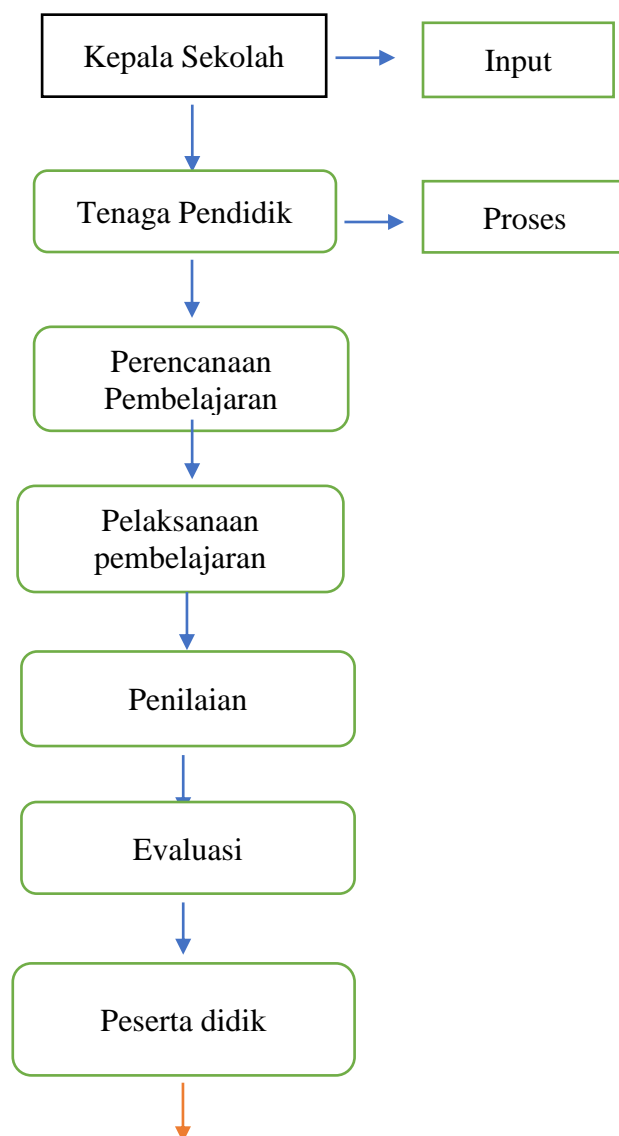 Kepala Sekolah
Input
Tenaga Pendidik
Proses
Perencanaan
Pembelajaran
Pelaksanaan
pembelajaran
Penilaian
Evaluasi
Peserta didik